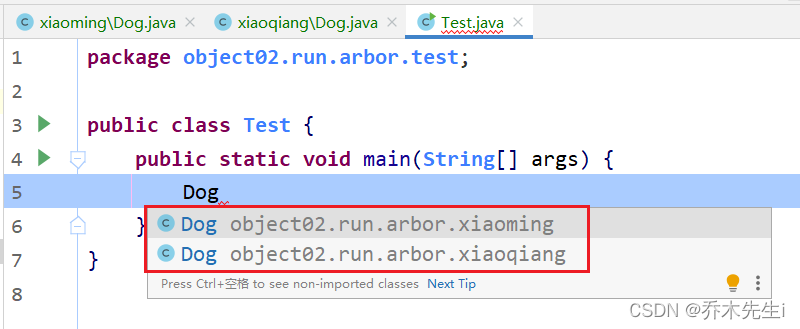 xiaoming\Dog.java × xiaoqiang\Dog.java × Test.java ×
1 package object02.run.arbor.test;
2
3 public class Test {
4 public static void main(String[] args) {
5 Dog
6 }
Dog object02.run.arbor.xiaoming
7 }
Dog object02.run.arbor.xiaoqiang
Press Ctrl+空格 to see non-imported classes Next Tip
8
CSDN @乔木先生i